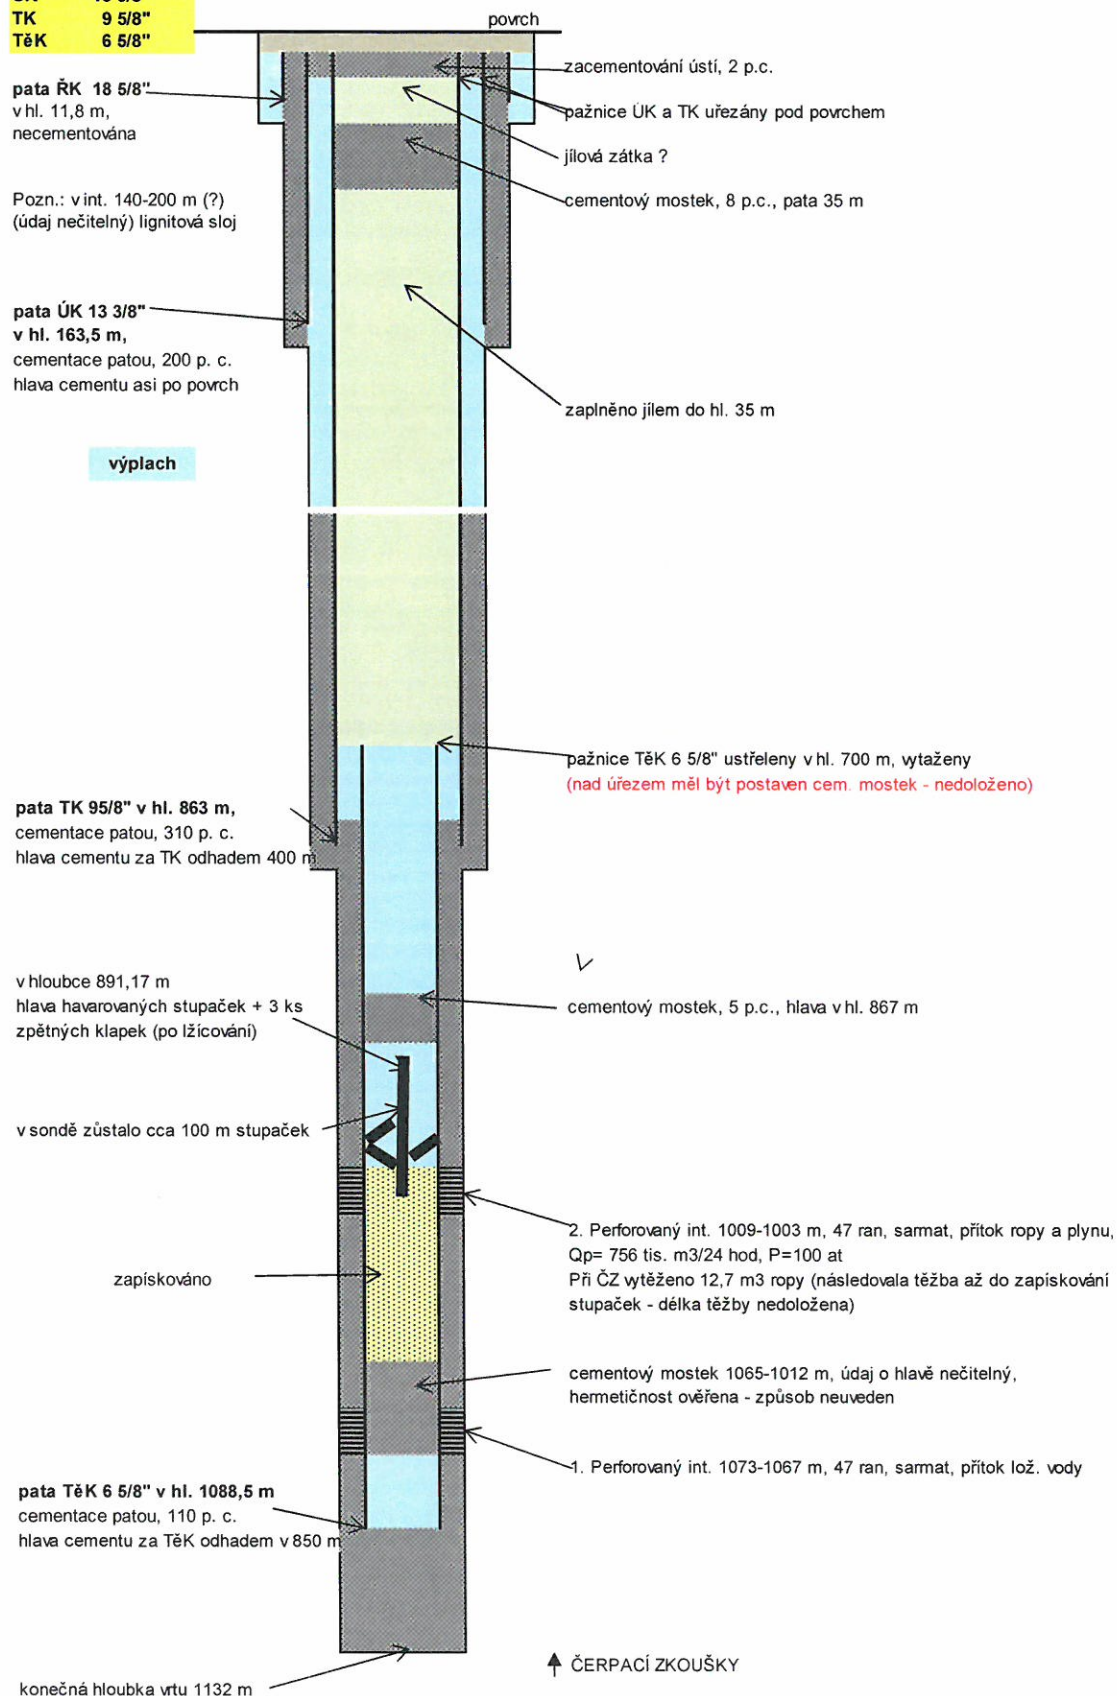 TK 9 5/8"
TěK 6 5/8"
povrch
zacementování ústí, 2 p.c.
pata ŘK 18 5/8"
v hl. 11,8 m,
necementována
pažnice ÚK a TK uřezány pod povrchem
jílová zátka ?
Pozn.: v int. 140-200 m (?)
(údaj nečitelný) lignitová sloj
cementový mostek, 8 p.c., pata 35 m
pata ÚK 13 3/8"
v hl. 163,5 m,
cementace patou, 200 p. c.
hlava cementu asi po povrch
zaplněno jílem do hl. 35 m
výplach
pažnice TěK 6 5/8" ustřeleny v hl. 700 m, vytaženy
(nad úřezem měl být postaven cem. mostek - nedoloženo)
pata TK 95/8" v hl. 863 m,
cementace patou, 310 p. c.
hlava cementu za TK odhadem 400 m
v hloubce 891,17 m
hlava havarovaných stupaček + 3 ks
zpětných klapek (po lžícování)
cementový mostek, 5 p.c., hlava v hl. 867 m
v sondě zůstalo cca 100 m stupaček
2. Perforovaný int. 1009-1003 m, 47 ran, sarmat, přítok ropy a plynu,
Qp= 756 tis. m3/24 hod, P=100 at
Při ČZ vytěženo 12,7 m3 ropy (následovala těžba až do zapískování
stupaček - délka těžby nedoložena)
zapískováno
cementový mostek 1065-1012 m, údaj o hlavě nečitelný,
hermetičnost ověřena - způsob neuveden
1. Perforovaný int. 1073-1067 m, 47 ran, sarmat, přítok lož. vody
pata TěK 6 5/8" v hl. 1088,5 m
cementace patou, 110 p. c.
hlava cementu za TěK odhadem v 850 m
ČERPACÍ ZKOUŠKY
konečná hloubka vrtu 1132 m